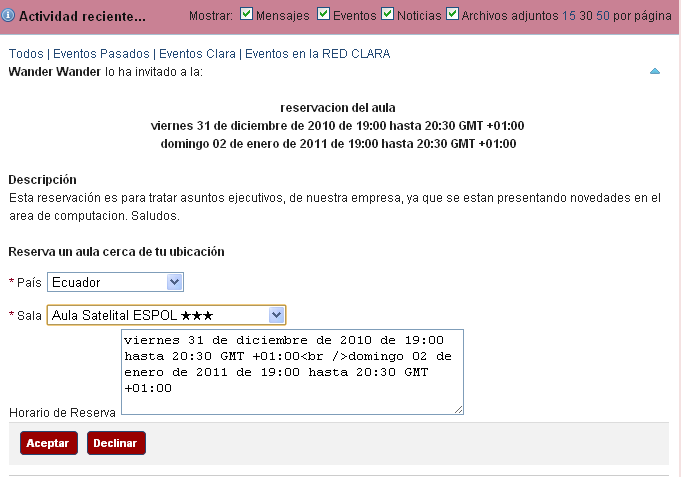 Actividad reciente... Mostrar: Mensajes Eventos Noticias Archivos adjuntos 15 30 50 por página
Todos | Eventos Pasados | Eventos Clara | Eventos en la RED CLARA
Wander Wander lo ha invitado a la:
reservacion del aula
viernes 31 de diciembre de 2010 de 19:00 hasta 20:30 GMT +01:00
domingo 02 de enero de 2011 de 19:00 hasta 20:30 GMT +01:00
Descripción
Esta reservación es para tratar asuntos ejecutivos, de nuestra empresa, ya que se estan presentando novedades en el
area de computacion. Saludos.
Reserva un aula cerca de tu ubicación
* País Ecuador
* Sala Aula Satelital ESPOL ★★★
viernes 31 de diciembre de 2010 de 19:00
hasta 20:30 GMT +01:00<br />domingo 02 de
enero de 2011 de 19:00 hasta 20:30 GMT
+01:00
Horario de Reserva
Aceptar Declinar